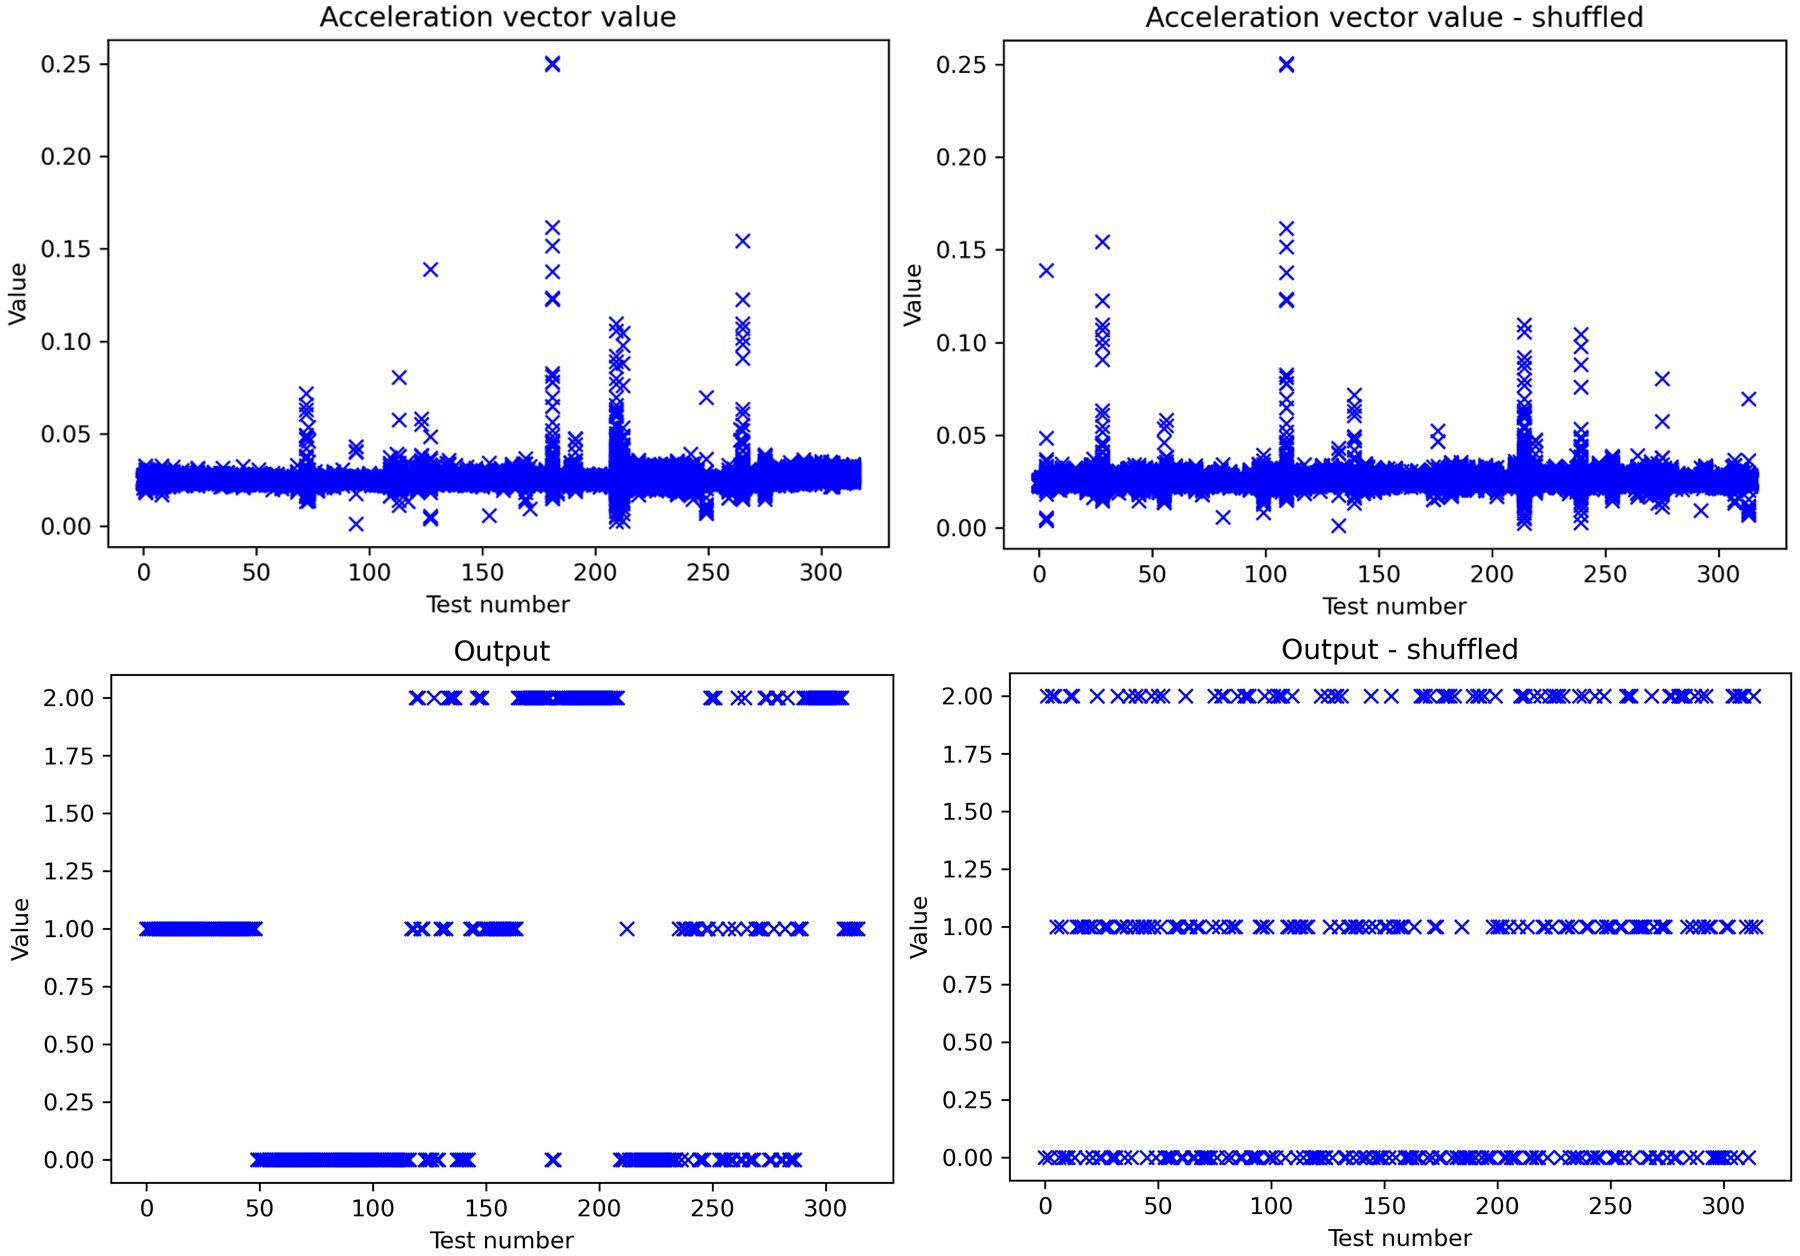 Acceleration vector value
0.25
0.20
0.15
0.10
0.05
0.00
Value
0 50 100 150 200 250 300
Test number
Acceleration vector value - shuffled
0.25
0.20
0.15
0.10
0.05
0.00
Value
0 50 100 150 200 250 300
Test number
Output
2.00
1.75
1.50
1.25
1.00
0.75
0.50
0.25
0.00
Value
0 50 100 150 200 250 300
Test number
Output - shuffled
2.00
1.75
1.50
1.25
1.00
0.75
0.50
0.25
0.00
Value
0 50 100 150 200 250 300
Test number